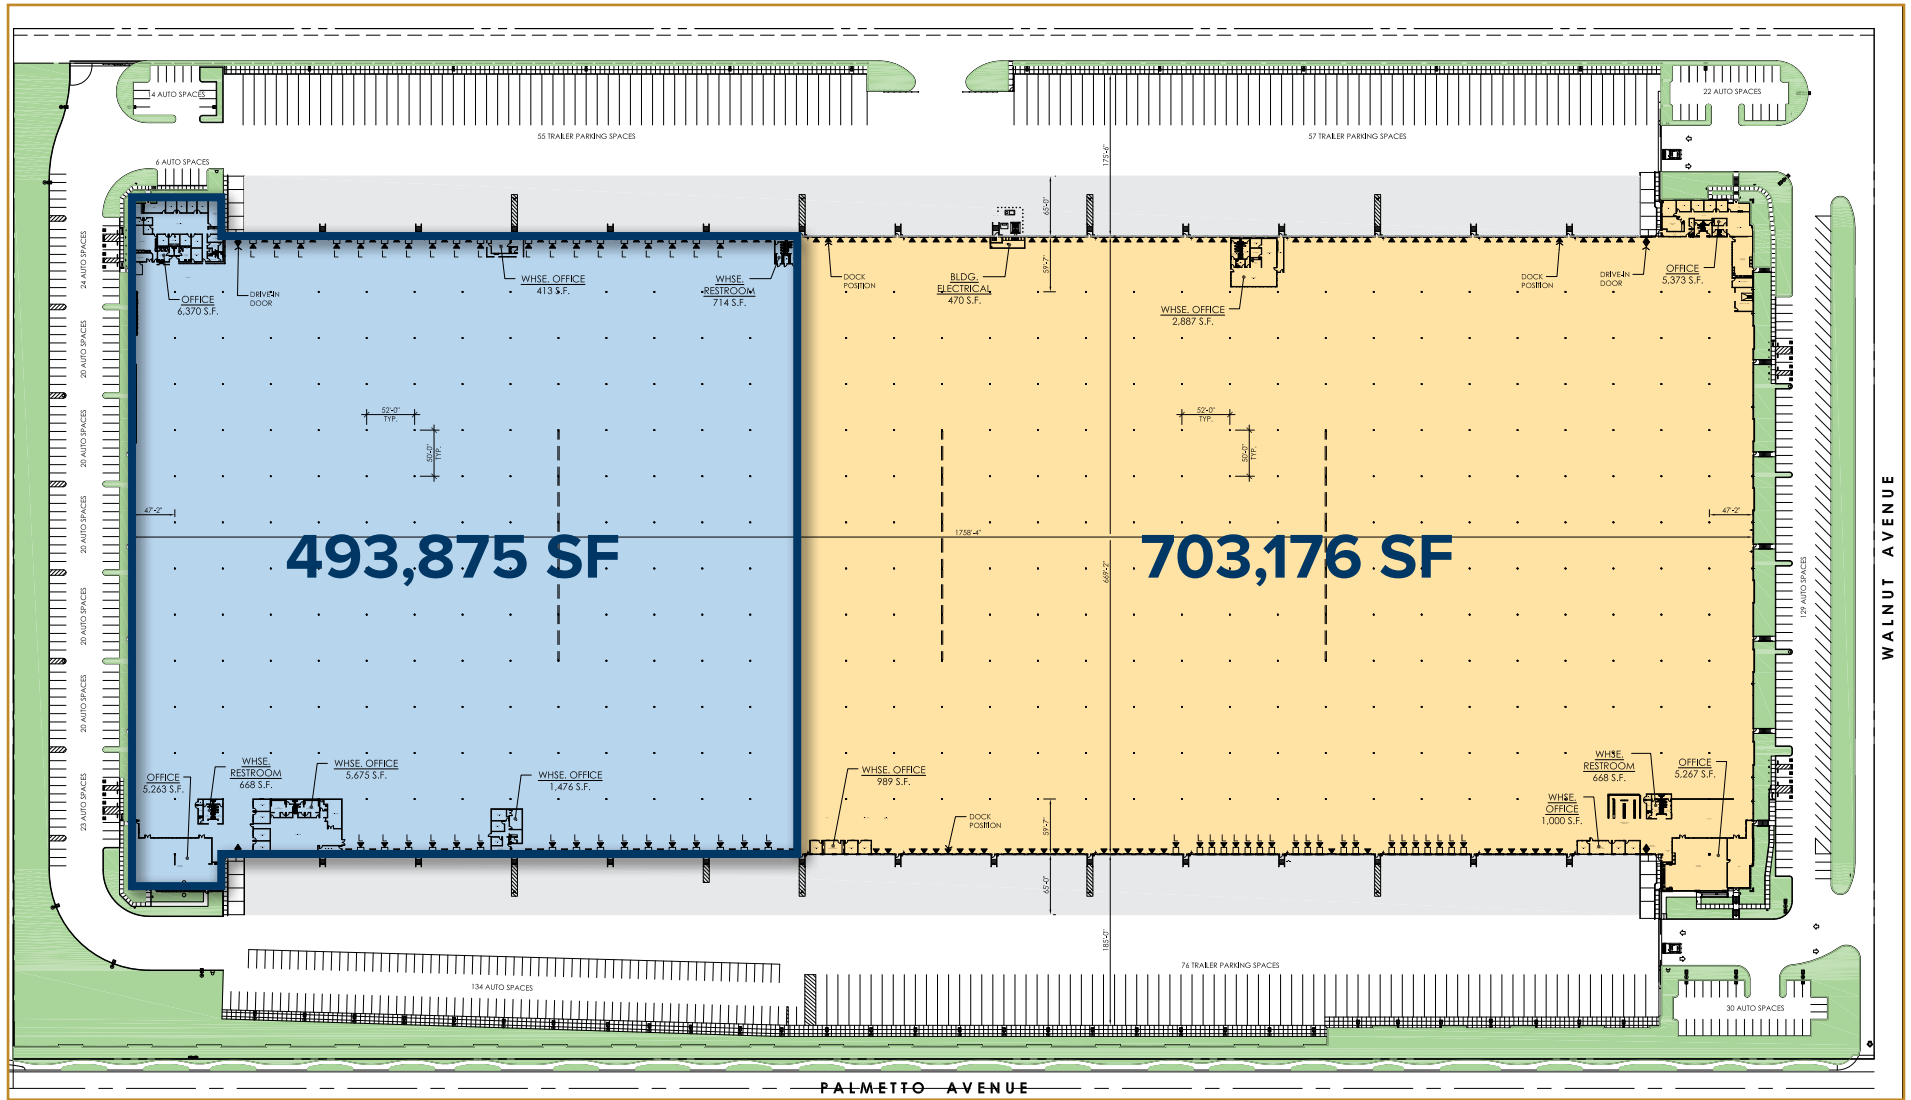 14 AUTO SPACES
22 AUTO SPACES
55 TRAILER PARKING SPACES
57 TRAILER PARKING SPACES
175'-6"
6 AUTO SPACES
65'-0"
24 AUTO SPACES
59'-7"
OFFICE
6,370 S.F.
DRIVE-IN
DOOR
WHSE. OFFICE
413 S.F.
WHSE.
RESTROOM
714 S.F.
DOCK
POSITION
BLDG.
ELECTRICAL
470 S.F.
WHSE. OFFICE
2,887 S.F.
DOCK
POSITION
DRIVE-IN
DOOR
OFFICE
5,373 S.F.
20 AUTO SPACES
20 AUTO SPACES
20 AUTO SPACES
20 AUTO SPACES
20 AUTO SPACES
23 AUTO SPACES
52'-0"
TYP.
50'-0"
TYP.
52'-0"
TYP.
50'-0"
TYP.
47'-2"
47'-2"
1758'-4"
493,875 SF
703,176 SF
669'-2"
129 AUTO SPACES
WALNUT AVENUE
OFFICE
5,263 S.F.
WHSE.
RESTROOM
668 S.F.
WHSE. OFFICE
5,675 S.F.
WHSE. OFFICE
1,476 S.F.
WHSE. OFFICE
989 S.F.
DOCK
POSITION
59'-7"
WHSE.
OFFICE
1,000 S.F.
WHSE.
RESTROOM
668 S.F.
OFFICE
5,267 S.F.
65'-0"
185'-0"
134 AUTO SPACES
76 TRAILER PARKING SPACES
30 AUTO SPACES
PALMETTO AVENUE